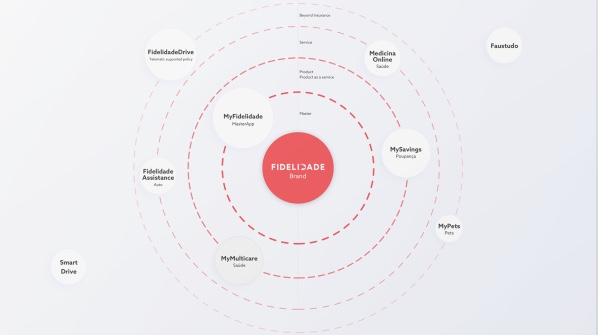 Beyond Insurance
Service
Product
Product as a service
Master
FidelidadeDrive
Telematic supported policy
Medicina
Online
Saúde
Faustudo
MyFidelidade
MasterApp
FIDELIDADE
Brand
MySavings
Poupança
Fidelidade
Assistance
Auto
MyPets
Pets
MyMulticare
Saúde
Smart
Drive